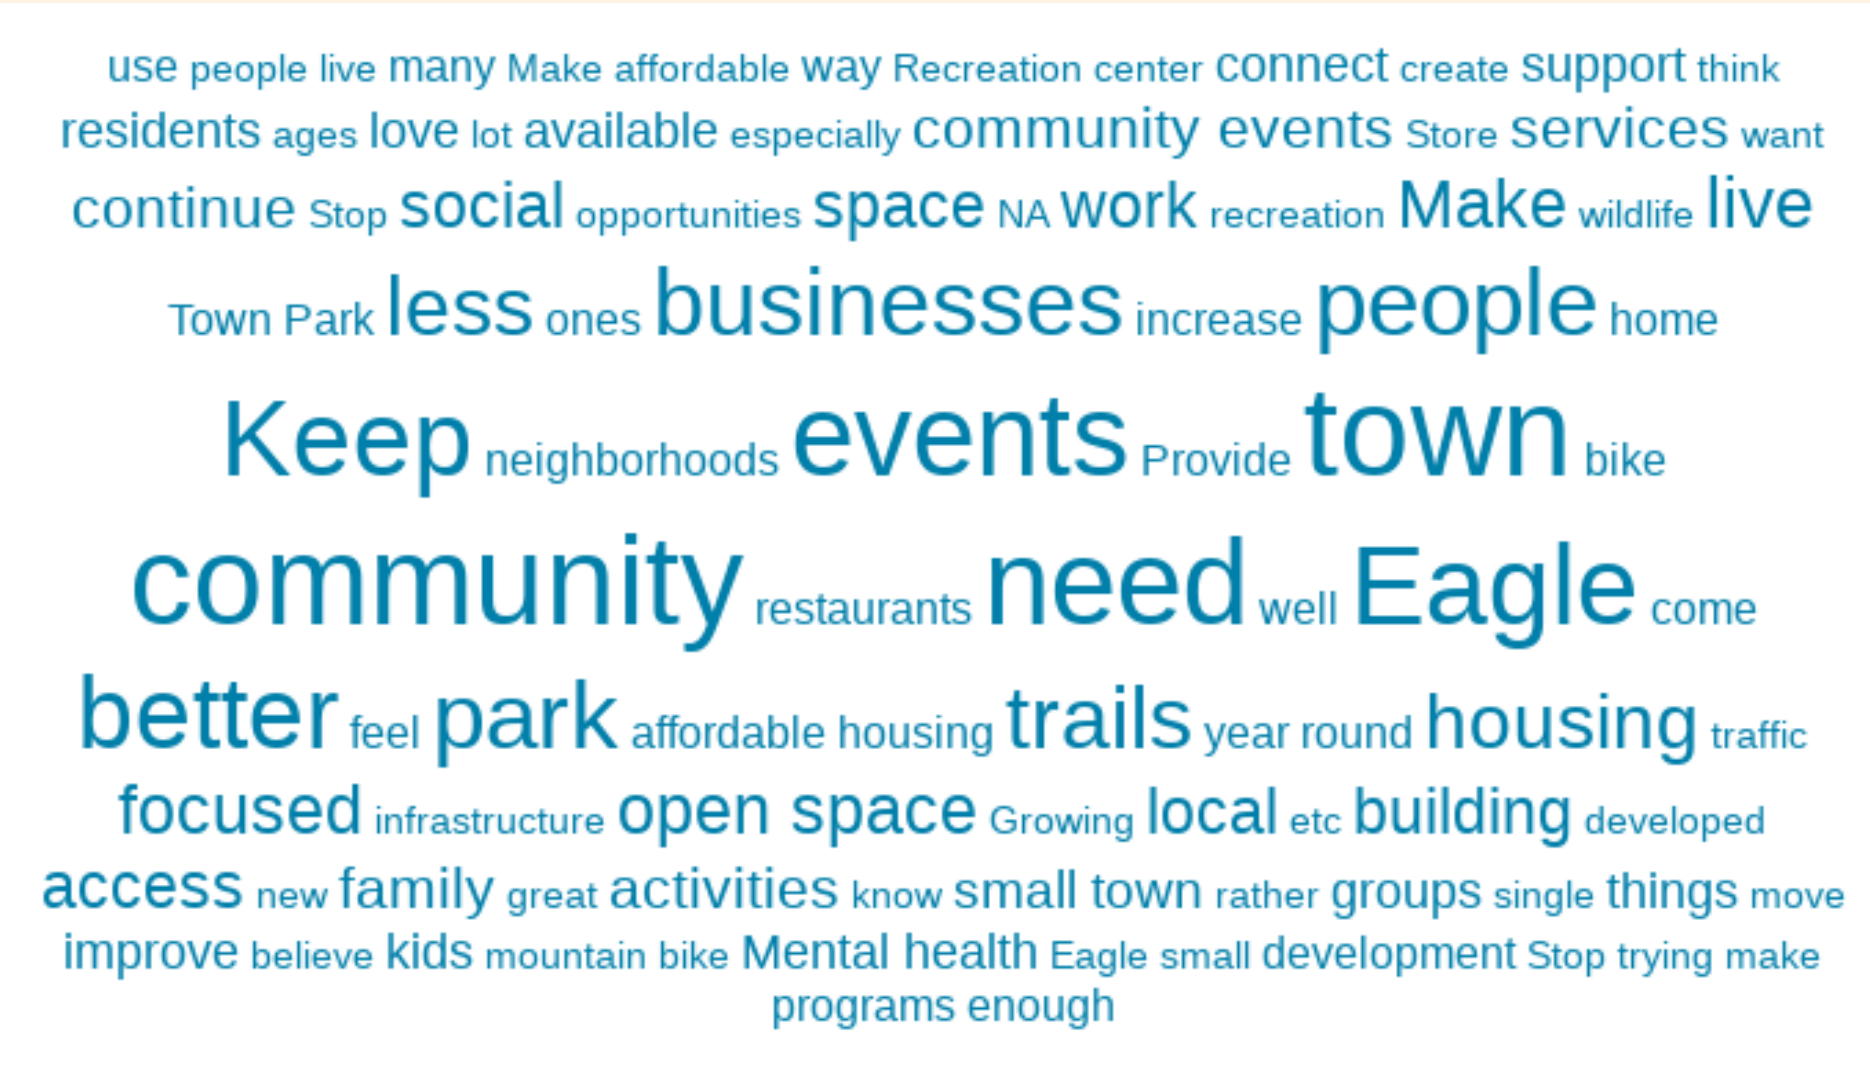 use people live many Make affordable way Recreation center connect create support think
residents ages love lot available especially community events Store services want
continue Stop social opportunities space NA work recreation Make wildlife live
Town Park less ones businesses increase people home
Keep neighborhoods events Provide town bike
community restaurants need well Eagle come
better feel park affordable housing trails year round housing traffic
focused infrastructure open space Growing local etc building developed
access new family great activities know small town rather groups single things move
improve believe kids mountain bike Mental health Eagle small development Stop trying make
programs enough